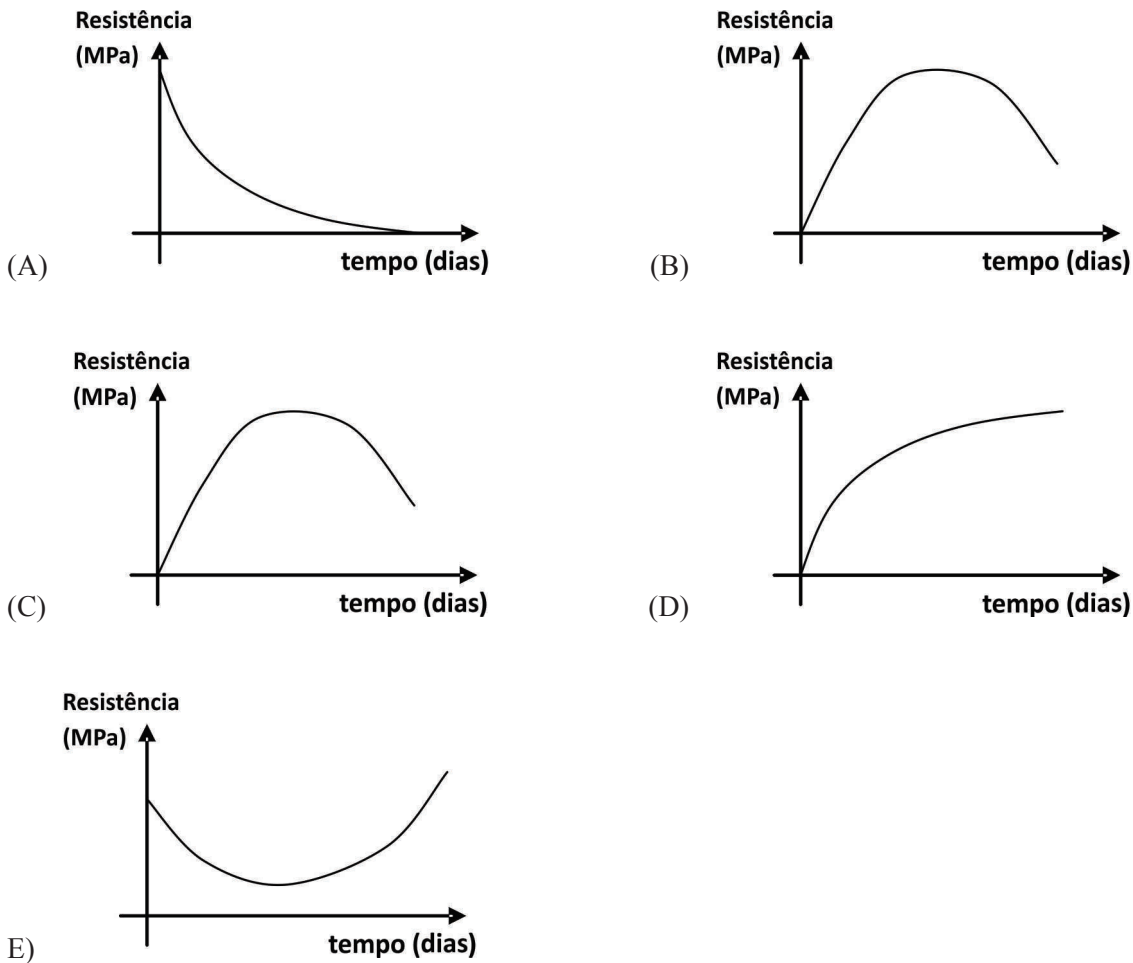 Resistência
(MPa)
tempo (dias)
(A)
Resistência
(MPa)
tempo (dias)
(B)
Resistência
(MPa)
tempo (dias)
(C)
Resistência
(MPa)
tempo (dias)
(D)
Resistência
(MPa)
tempo (dias)
E)